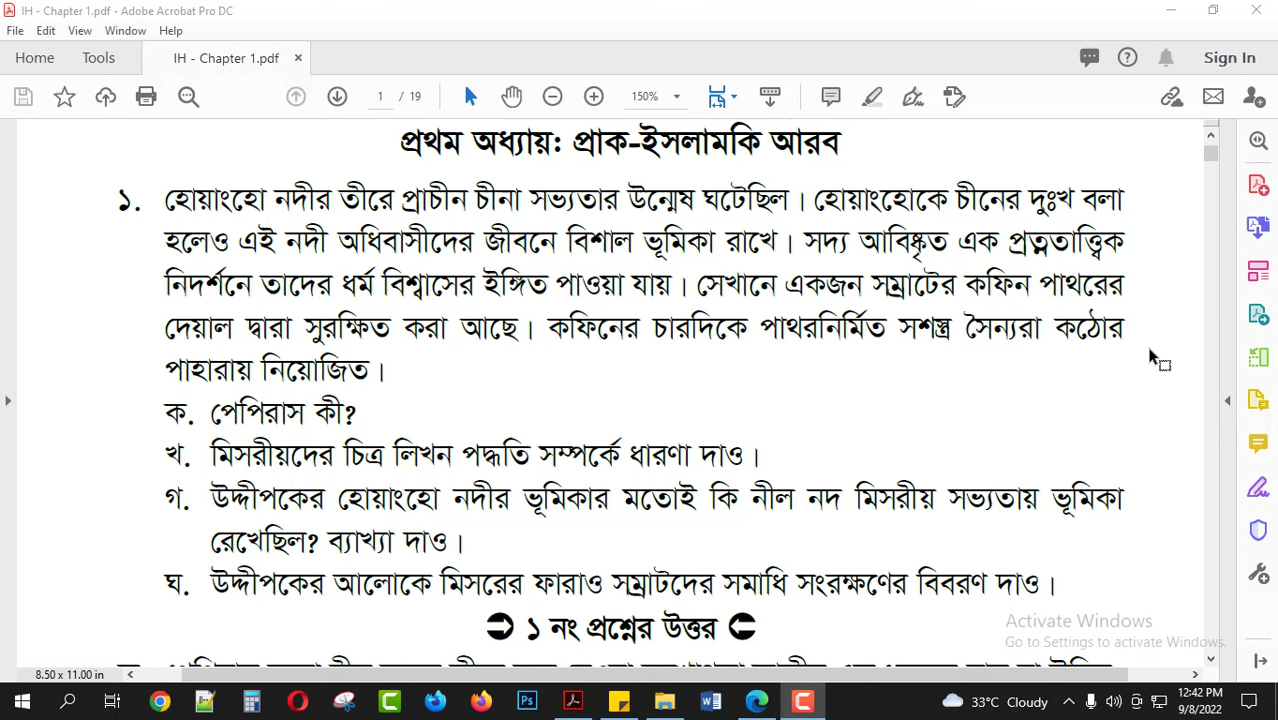 IH - Chapter 1.pdf - Adobe Acrobat Pro DC
File Edit View Window Help
Home Tools IH - Chapter 1.pdf × Sign In
1 / 19 150%
প্রথম অধ্যায়: প্রাক-ইসলামকি আরব
১. হোয়াংহো নদীর তীরে প্রাচীন চীনা সভ্যতার উন্মেষ ঘটেছিল। হোয়াংহোকে চীনের দুঃখ বলা
হলেও এই নদী অধিবাসীদের জীবনে বিশাল ভূমিকা রাখে। সদ্য আবিষ্কৃত এক প্রত্নতাত্ত্বিক
নিদর্শনে তাদের ধর্ম বিশ্বাসের ইঙ্গিত পাওয়া যায়। সেখানে একজন সম্রাটের কফিন পাথরের
দেয়াল দ্বারা সুরক্ষিত করা আছে। কফিনের চারদিকে পাথরনির্মিত সশস্ত্র সৈন্যরা কঠোর
পাহারায় নিয়োজিত।
ক. পেপিরাস কী?
খ. মিসরীয়দের চিত্র লিখন পদ্ধতি সম্পর্কে ধারণা দাও।
গ. উদ্দীপকের হোয়াংহো নদীর ভূমিকার মতোই কি নীল নদ মিসরীয় সভ্যতায় ভূমিকা
রেখেছিল? ব্যাখ্যা দাও।
ঘ. উদ্দীপকের আলোকে মিসরের ফারাও সম্রাটদের সমাধি সংরক্ষণের বিবরণ দাও।
১ নং প্রশ্নের উত্তর
Activate Windows
Go to Settings to activate Windows.
8.50 x 11.00 in
33°C Cloudy 12:42 PM
9/8/2022